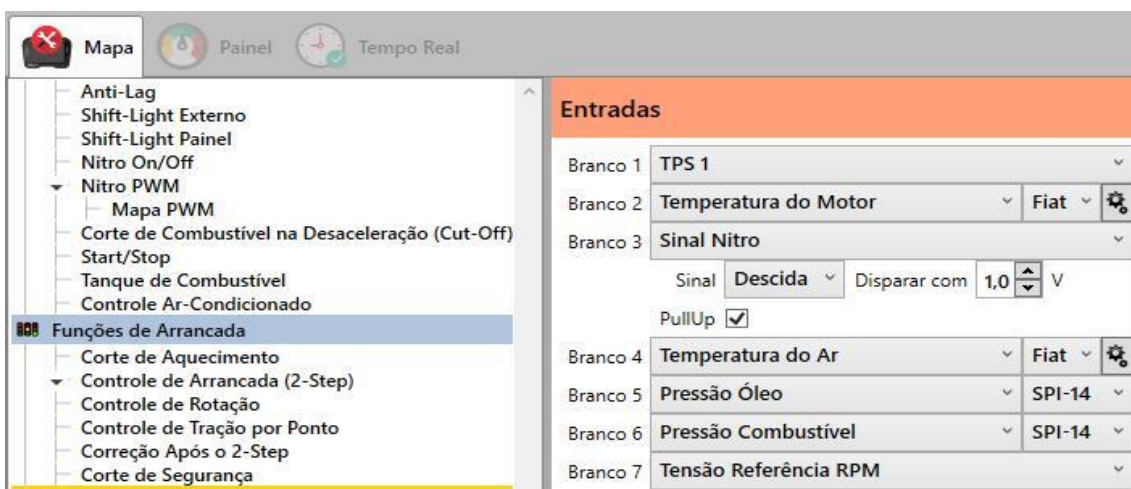 Mapa
Painel
Tempo Real
Anti-Lag
Shift-Light Externo
Shift-Light Painel
Nitro On/Off
Nitro PWM
Mapa PWM
Corte de Combustível na Desaceleração (Cut-Off)
Start/Stop
Tanque de Combustível
Controle Ar-Condicionado
Funções de Arrancada
Corte de Aquecimento
Controle de Arrancada (2-Step)
Controle de Rotação
Controle de Tração por Ponto
Correção Após o 2-Step
Corte de Segurança
Entradas
Branco 1 TPS 1
Branco 2 Temperatura do Motor Fiat
Branco 3 Sinal Nitro
Sinal Descida Disparar com 1,0 V
PullUp
Branco 4 Temperatura do Ar Fiat
Branco 5 Pressão Óleo SPI-14
Branco 6 Pressão Combustível SPI-14
Branco 7 Tensão Referência RPM